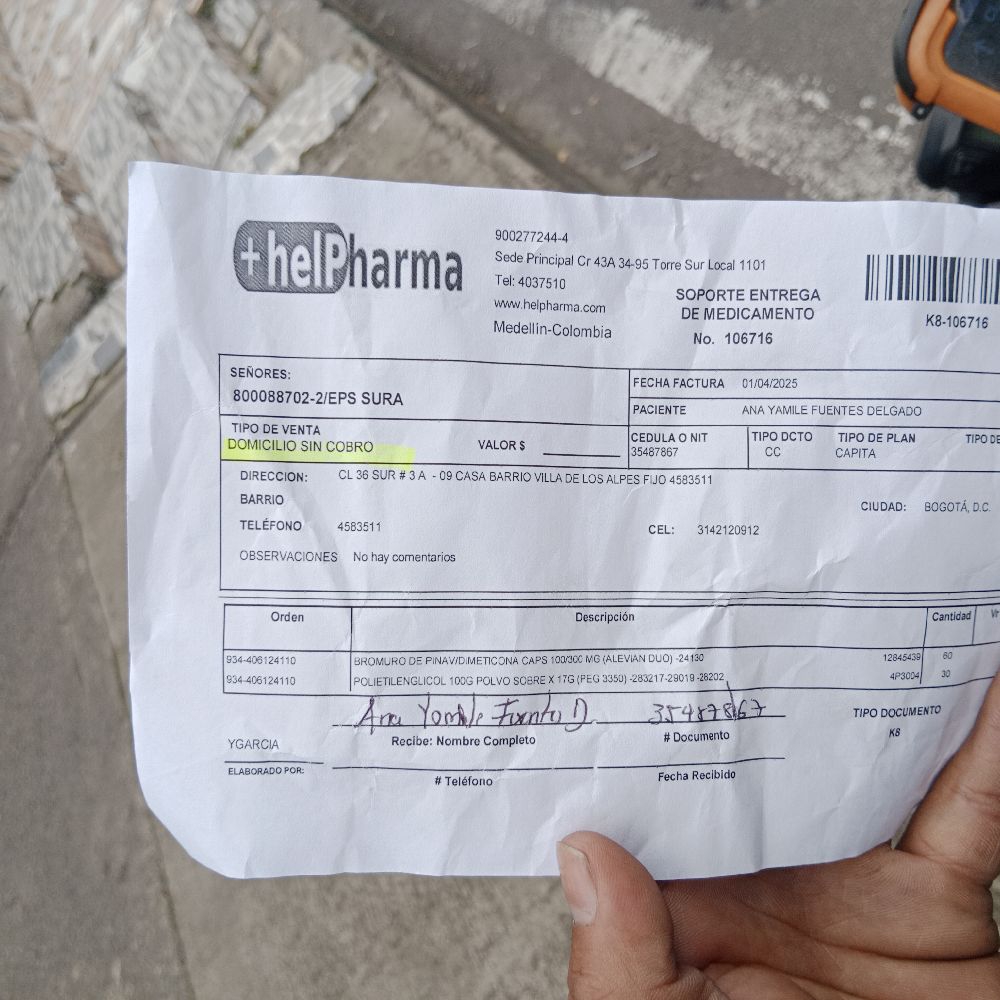 +helPharma
900277244-4
Sede Principal Cr 43A 34-95 Torre Sur Local 1101
Tel: 4037510
www.helpharma.com
Medellin-Colombia
SOPORTE ENTREGA
DE MEDICAMENTO
No. 106716
K8-106716
SEÑORES:
800088702-2/EPS SURA
FECHA FACTURA 01/04/2025
PACIENTE ANA YAMILE FUENTES DELGADO
TIPO DE VENTA
DOMICILIO SIN COBRO
VALOR $
CEDULA O NIT
35487867
TIPO DCTO
CC
TIPO DE PLAN
CAPITA
TIPO DE
DIRECCION: CL 36 SUR # 3 A - 09 CASA BARRIO VILLA DE LOS ALPES FIJO 4583511
BARRIO
CIUDAD: BOGOTÁ, D.C.
TELÉFONO 4583511
CEL: 3142120912
OBSERVACIONES No hay comentarios
Orden Descripción Cantidad Vr
934-406124110 BROMURO DE PINAV/DIMETICONA CAPS 100/300 MG (ALEVIAN DUO) -24130 12845439 60
934-406124110 POLIETILENGLICOL 100G POLVO SOBRE X 17G (PEG 3350) -283217-29019 -28202 4P3004 30
Ana Yamile Fuentes D. 35487867
Recibe: Nombre Completo # Documento
TIPO DOCUMENTO
K8
YGARCIA
ELABORADO POR:
# Teléfono Fecha Recibido